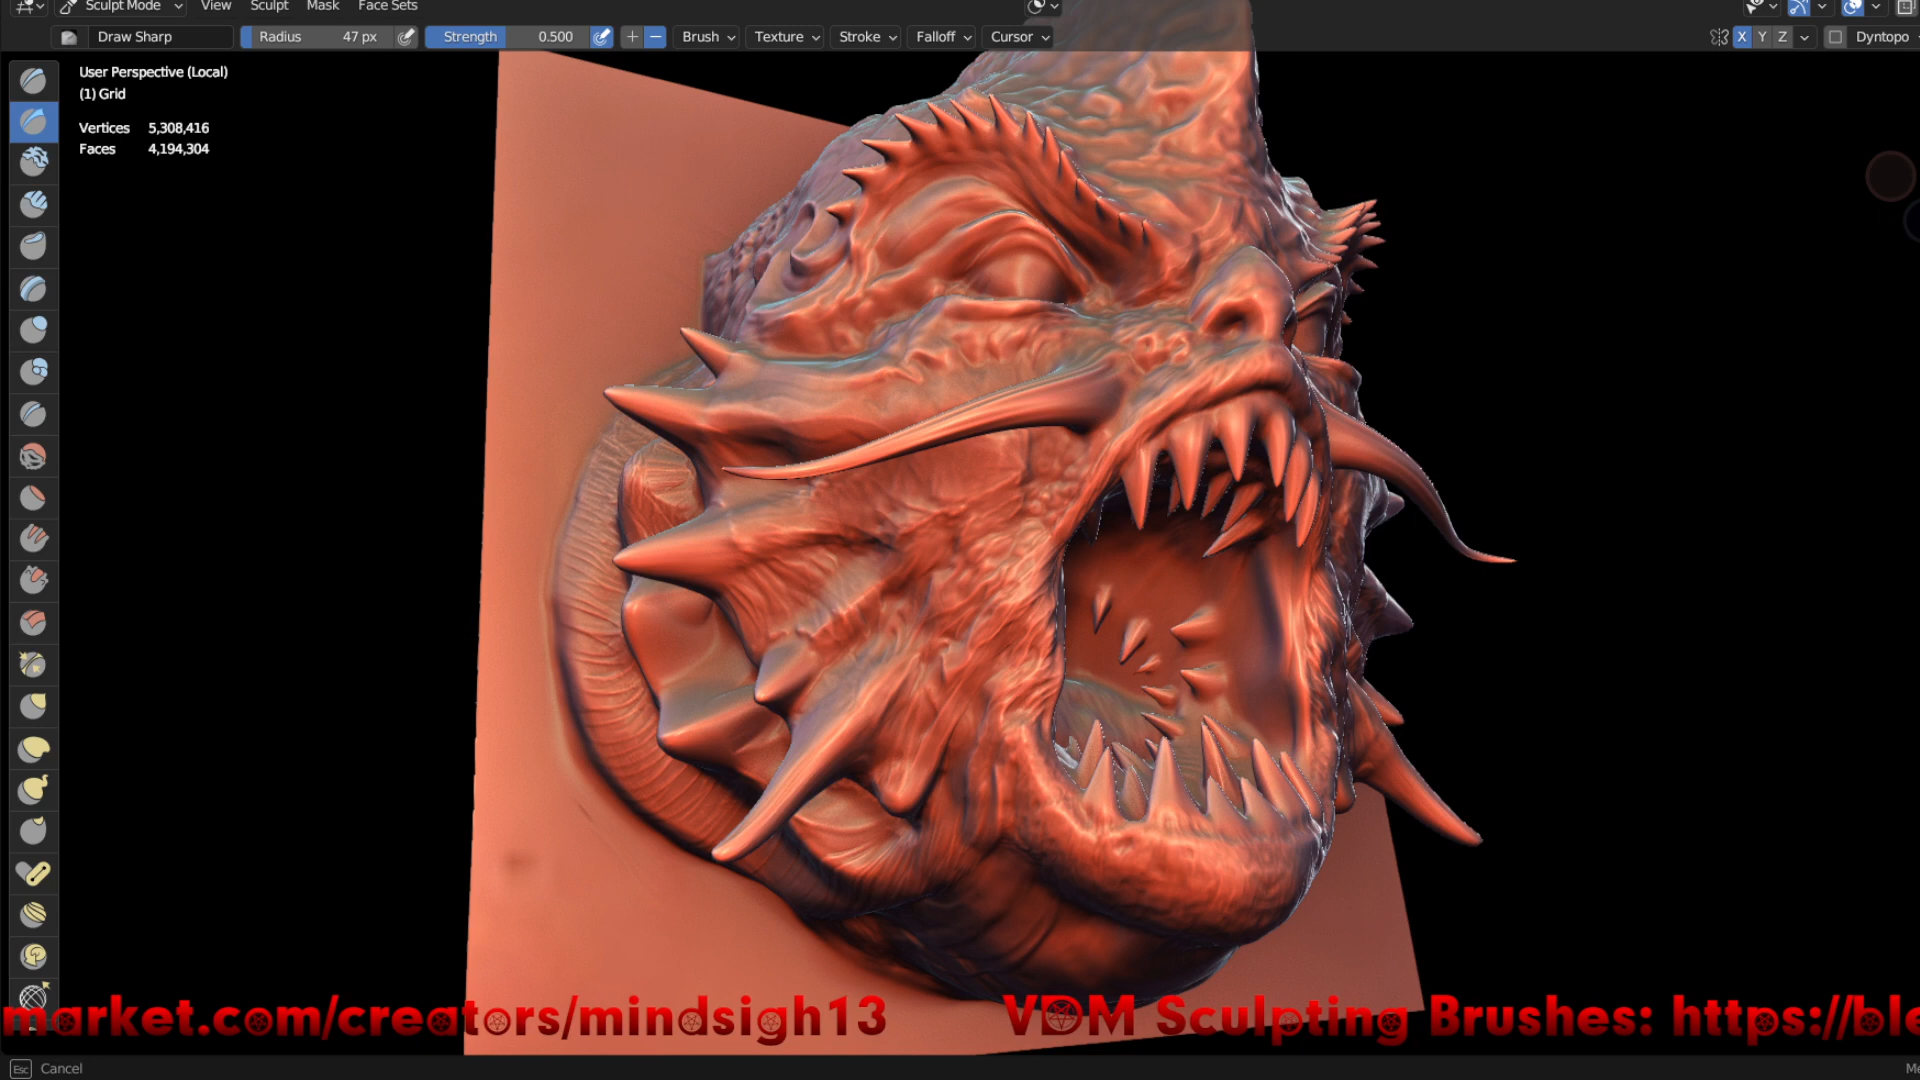 Sculpt Mode View Sculpt Mask Face Sets
Draw Sharp Radius 47 px Strength 0.500 Brush Texture Stroke Falloff Cursor X Y Z Dyntopo
User Perspective (Local)
(1) Grid
Vertices 5,308,416
Faces 4,194,304
market.com/creators/mindsigh13 VDM Sculpting Brushes: https://ble
Esc Cancel Me